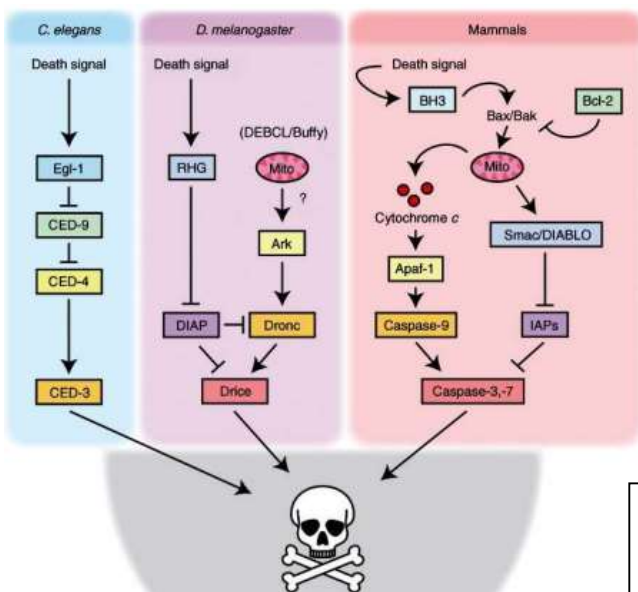 C. elegans
Death signal
Egl-1
CED-9
CED-4
CED-3
D. melanogaster
Death signal
(DEBCL/Buffy)
RHG
Mito
?
Ark
DIAP
Dronc
Drice
Mammals
Death signal
BH3
Bax/Bak
Bcl-2
Mito
Cytochrome c
Smac/DIABLO
Apaf-1
Caspase-9
IAPs
Caspase-3,-7